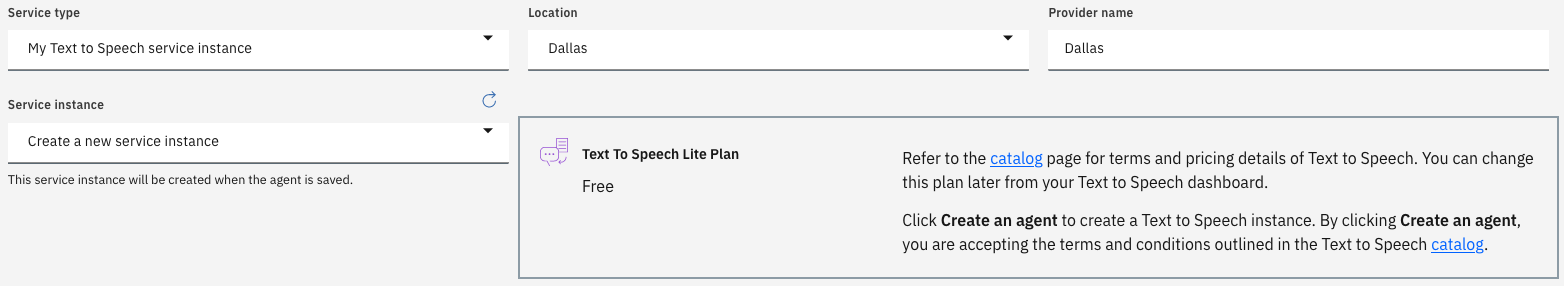 Service type
My Text to Speech service instance
Location
Dallas
Provider name
Dallas
Service instance
Create a new service instance
This service instance will be created when the agent is saved.
Text To Speech Lite Plan
Free
Refer to the catalog page for terms and pricing details of Text to Speech. You can change
this plan later from your Text to Speech dashboard.
Click Create an agent to create a Text to Speech instance. By clicking Create an agent,
you are accepting the terms and conditions outlined in the Text to Speech catalog.